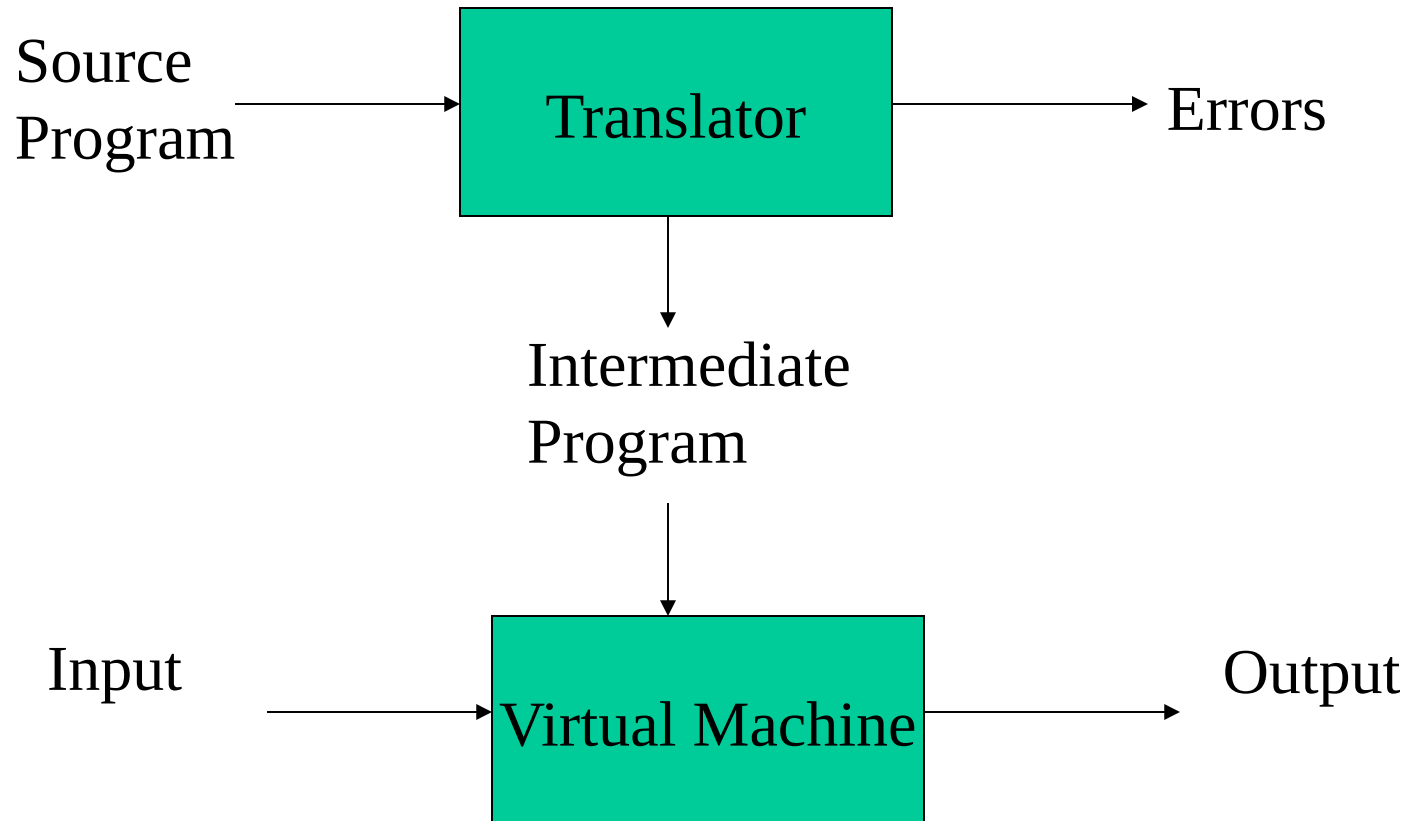 Source
Program
Translator
Errors
Intermediate
Program
Input
Virtual Machine
Output